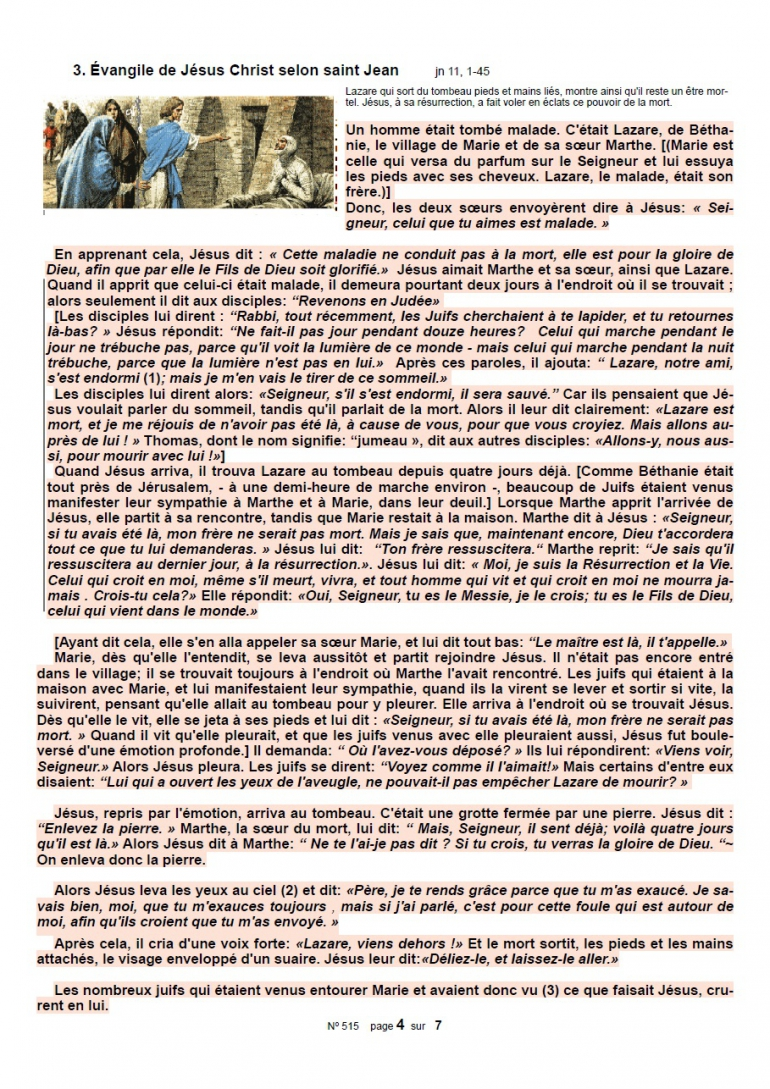 3. Évangile de Jésus Christ selon saint Jean jn 11, 1-45
Lazare qui sort du tombeau pieds et mains liés, montre ainsi qu'il reste un être mor-
tel. Jésus, à sa résurrection, a fait voler en éclats ce pouvoir de la mort.
Un homme était tombé malade. C'était Lazare, de Bétha-
nie, le village de Marie et de sa sœur Marthe. [(Marie est
celle qui versa du parfum sur le Seigneur et lui essuya
les pieds avec ses cheveux. Lazare, le malade, était son
frère.)]
Donc, les deux sœurs envoyèrent dire à Jésus: « Sei-
gneur, celui que tu aimes est malade. »
En apprenant cela, Jésus dit : « Cette maladie ne conduit pas à la mort, elle est pour la gloire de
Dieu, afin que par elle le Fils de Dieu soit glorifié.» Jésus aimait Marthe et sa sœur, ainsi que Lazare.
Quand il apprit que celui-ci était malade, il demeura pourtant deux jours à l'endroit où il se trouvait ;
alors seulement il dit aux disciples: “Revenons en Judée»
[Les disciples lui dirent : “Rabbi, tout récemment, les Juifs cherchaient à te lapider, et tu retournes
là-bas? » Jésus répondit: “Ne fait-il pas jour pendant douze heures? Celui qui marche pendant le
jour ne trébuche pas, parce qu'il voit la lumière de ce monde - mais celui qui marche pendant la nuit
trébuche, parce que la lumière n'est pas en lui.» Après ces paroles, il ajouta: “ Lazare, notre ami,
s'est endormi (1); mais je m'en vais le tirer de ce sommeil.»
Les disciples lui dirent alors: «Seigneur, s'il s'est endormi, il sera sauvé.” Car ils pensaient que Jé-
sus voulait parler du sommeil, tandis qu'il parlait de la mort. Alors il leur dit clairement: «Lazare est
mort, et je me réjouis de n'avoir pas été là, à cause de vous, pour que vous croyiez. Mais allons au-
près de lui ! » Thomas, dont le nom signifie: “jumeau », dit aux autres disciples: «Allons-y, nous aus-
si, pour mourir avec lui !»]
Quand Jésus arriva, il trouva Lazare au tombeau depuis quatre jours déjà. [Comme Béthanie était
tout près de Jérusalem, - à une demi-heure de marche environ -, beaucoup de Juifs étaient venus
manifester leur sympathie à Marthe et à Marie, dans leur deuil.] Lorsque Marthe apprit l'arrivée de
Jésus, elle partit à sa rencontre, tandis que Marie restait à la maison. Marthe dit à Jésus : «Seigneur,
si tu avais été là, mon frère ne serait pas mort. Mais je sais que, maintenant encore, Dieu t'accordera
tout ce que tu lui demanderas. » Jésus lui dit: “Ton frère ressuscitera.“ Marthe reprit: “Je sais qu'il
ressuscitera au dernier jour, à la résurrection.». Jésus lui dit: « Moi, je suis la Résurrection et la Vie.
Celui qui croit en moi, même s'il meurt, vivra, et tout homme qui vit et qui croit en moi ne mourra ja-
mais . Crois-tu cela?» Elle répondit: «Oui, Seigneur, tu es le Messie, je le crois; tu es le Fils de Dieu,
celui qui vient dans le monde.»
[Ayant dit cela, elle s'en alla appeler sa sœur Marie, et lui dit tout bas: “Le maître est là, il t'appelle.»
Marie, dès qu'elle l'entendit, se leva aussitôt et partit rejoindre Jésus. Il n'était pas encore entré
dans le village; il se trouvait toujours à l'endroit où Marthe l'avait rencontré. Les juifs qui étaient à la
maison avec Marie, et lui manifestaient leur sympathie, quand ils la virent se lever et sortir si vite, la
suivirent, pensant qu'elle allait au tombeau pour y pleurer. Elle arriva à l'endroit où se trouvait Jésus.
Dès qu'elle le vit, elle se jeta à ses pieds et lui dit : «Seigneur, si tu avais été là, mon frère ne serait pas
mort. » Quand il vit qu'elle pleurait, et que les juifs venus avec elle pleuraient aussi, Jésus fut boule-
versé d'une émotion profonde.] Il demanda: “ Où l'avez-vous déposé? » Ils lui répondirent: «Viens voir,
Seigneur.» Alors Jésus pleura. Les juifs se dirent: “Voyez comme il l'aimait!» Mais certains d'entre eux
disaient: “Lui qui a ouvert les yeux de l'aveugle, ne pouvait-il pas empêcher Lazare de mourir? »
Jésus, repris par l'émotion, arriva au tombeau. C'était une grotte fermée par une pierre. Jésus dit :
“Enlevez la pierre. » Marthe, la sœur du mort, lui dit: “ Mais, Seigneur, il sent déjà; voilà quatre jours
qu'il est là.» Alors Jésus dit à Marthe: “ Ne te l'ai-je pas dit ? Si tu crois, tu verras la gloire de Dieu. “~
On enleva donc la pierre.
Alors Jésus leva les yeux au ciel (2) et dit: «Père, je te rends grâce parce que tu m'as exaucé. Je sa-
vais bien, moi, que tu m'exauces toujours , mais si j'ai parlé, c'est pour cette foule qui est autour de
moi, afin qu'ils croient que tu m'as envoyé. »
Après cela, il cria d'une voix forte: «Lazare, viens dehors !» Et le mort sortit, les pieds et les mains
attachés, le visage enveloppé d'un suaire. Jésus leur dit:«Déliez-le, et laissez-le aller.»
Les nombreux juifs qui étaient venus entourer Marie et avaient donc vu (3) ce que faisait Jésus, cru-
rent en lui.
Nº 515 page 4 sur 7